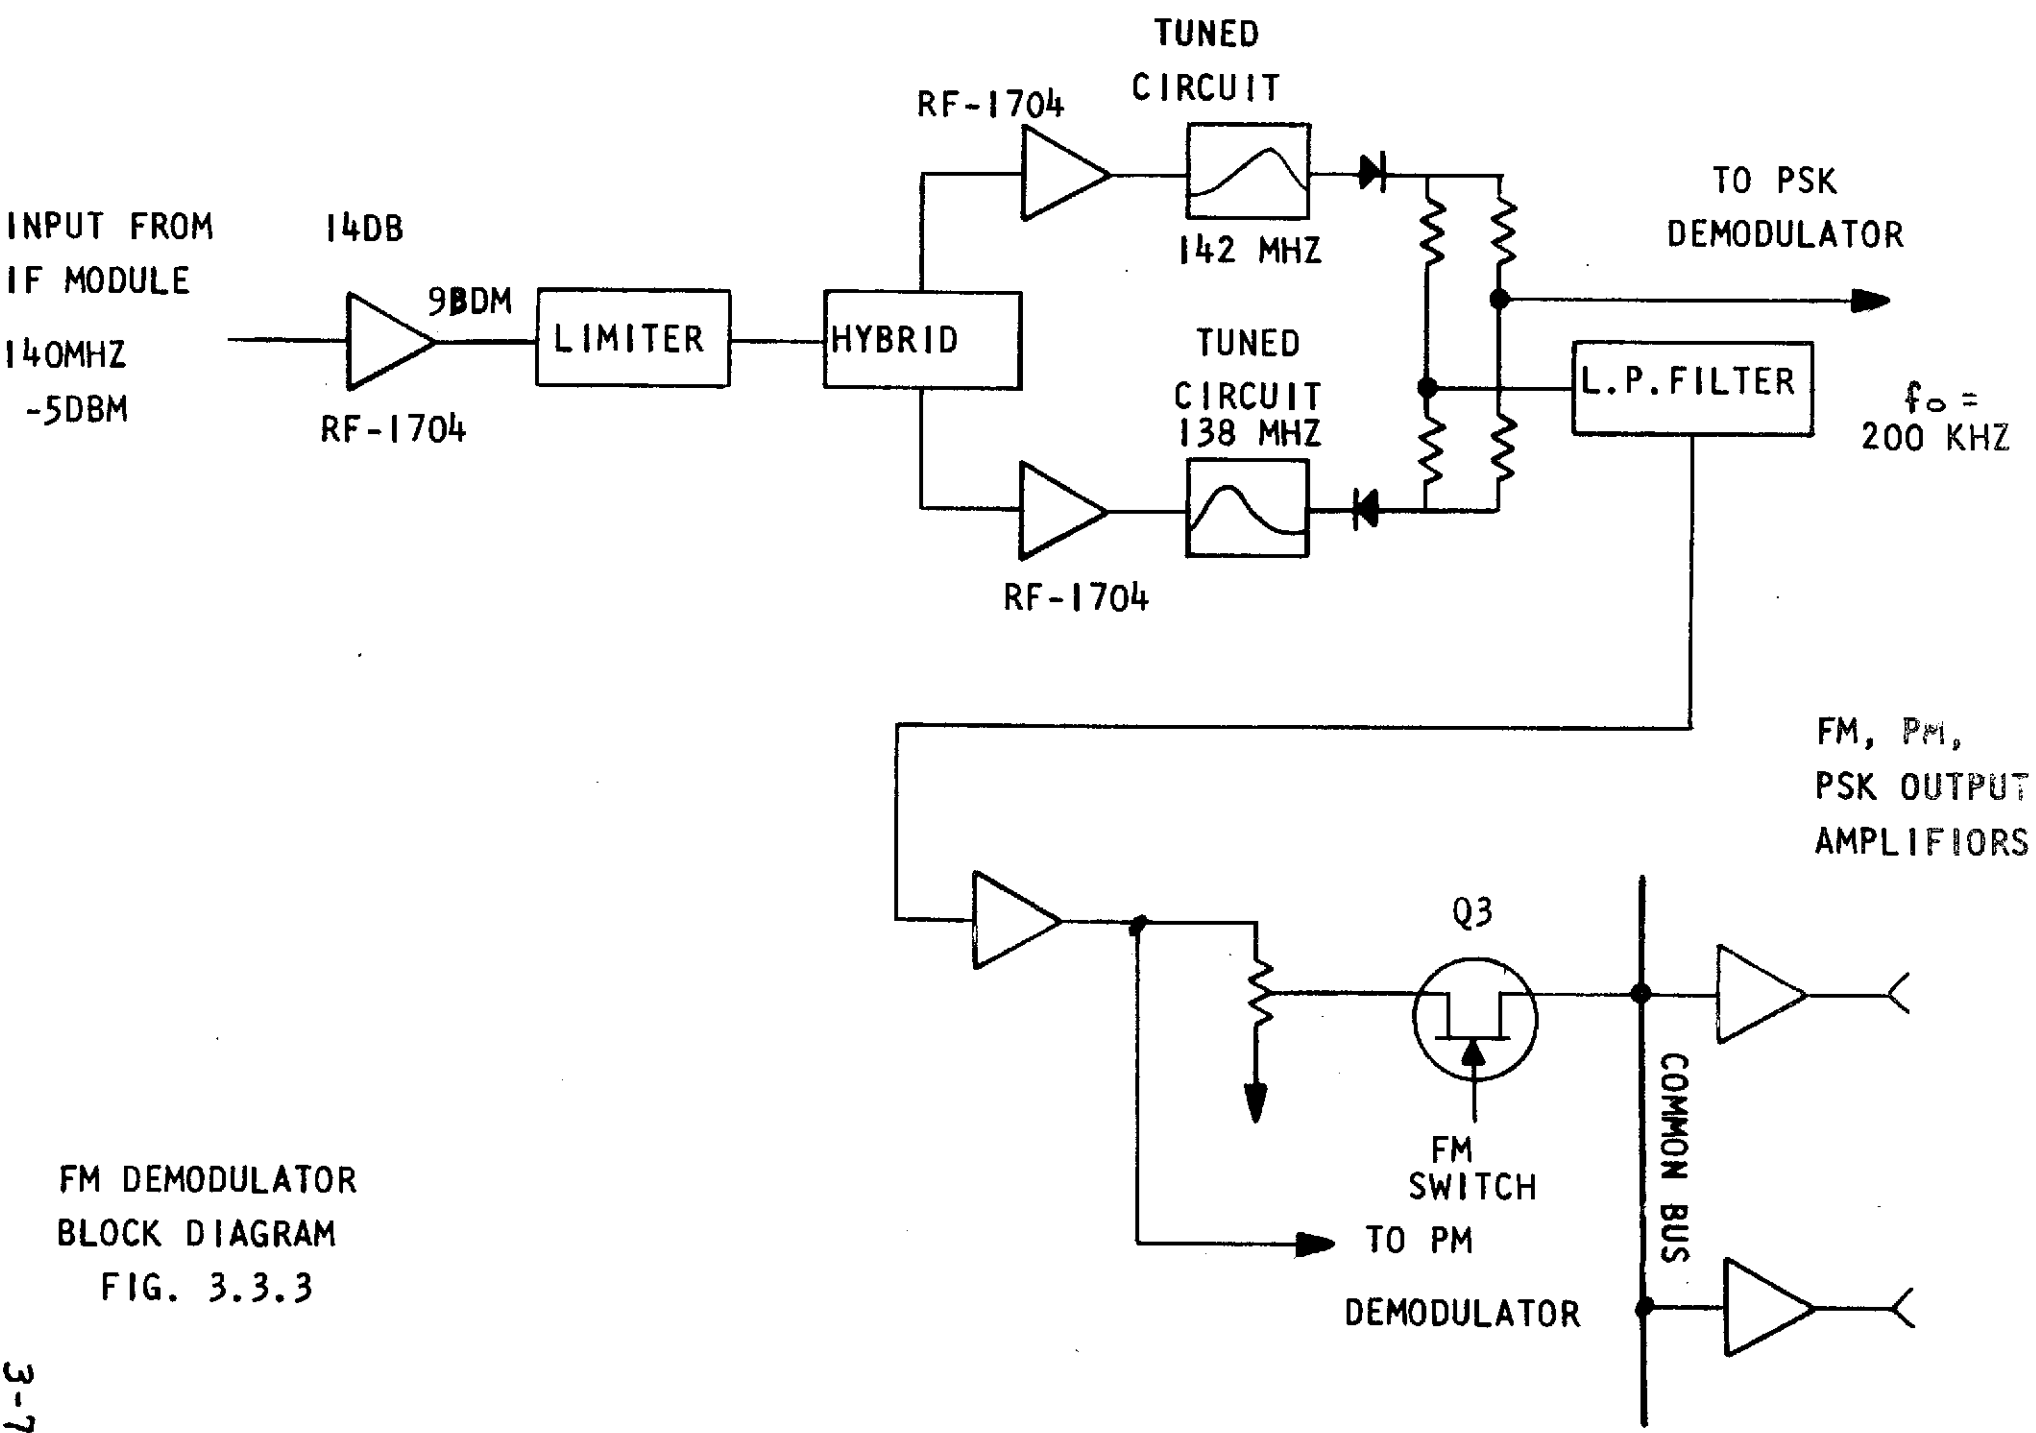 TUNED
CIRCUIT
RF-1704
142 MHZ
TO PSK
DEMODULATOR
INPUT FROM
IF MODULE
140MHZ
-5DBM
14DB
9BDM
RF-1704
LIMITER
HYBRID
TUNED
CIRCUIT
138 MHZ
RF-1704
L.P.FILTER
fo =
200 KHZ
FM, PM,
PSK OUTPUT
AMPLIFIORS
Q3
FM
SWITCH
COMMON BUS
TO PM
DEMODULATOR
FM DEMODULATOR
BLOCK DIAGRAM
FIG. 3.3.3
3-7